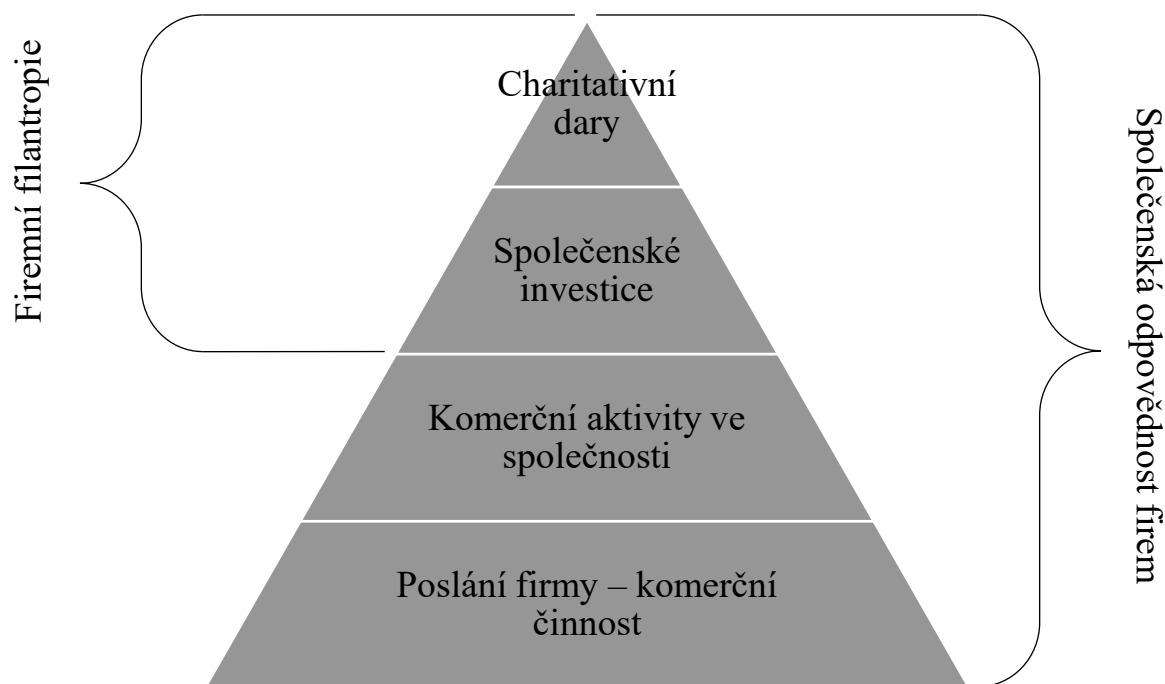 Firemní filantropie
Charitativní
dary
Společenské
investice
Komerční aktivity ve
společnosti
Poslání firmy – komerční
činnost
Společenská odpovědnost firem